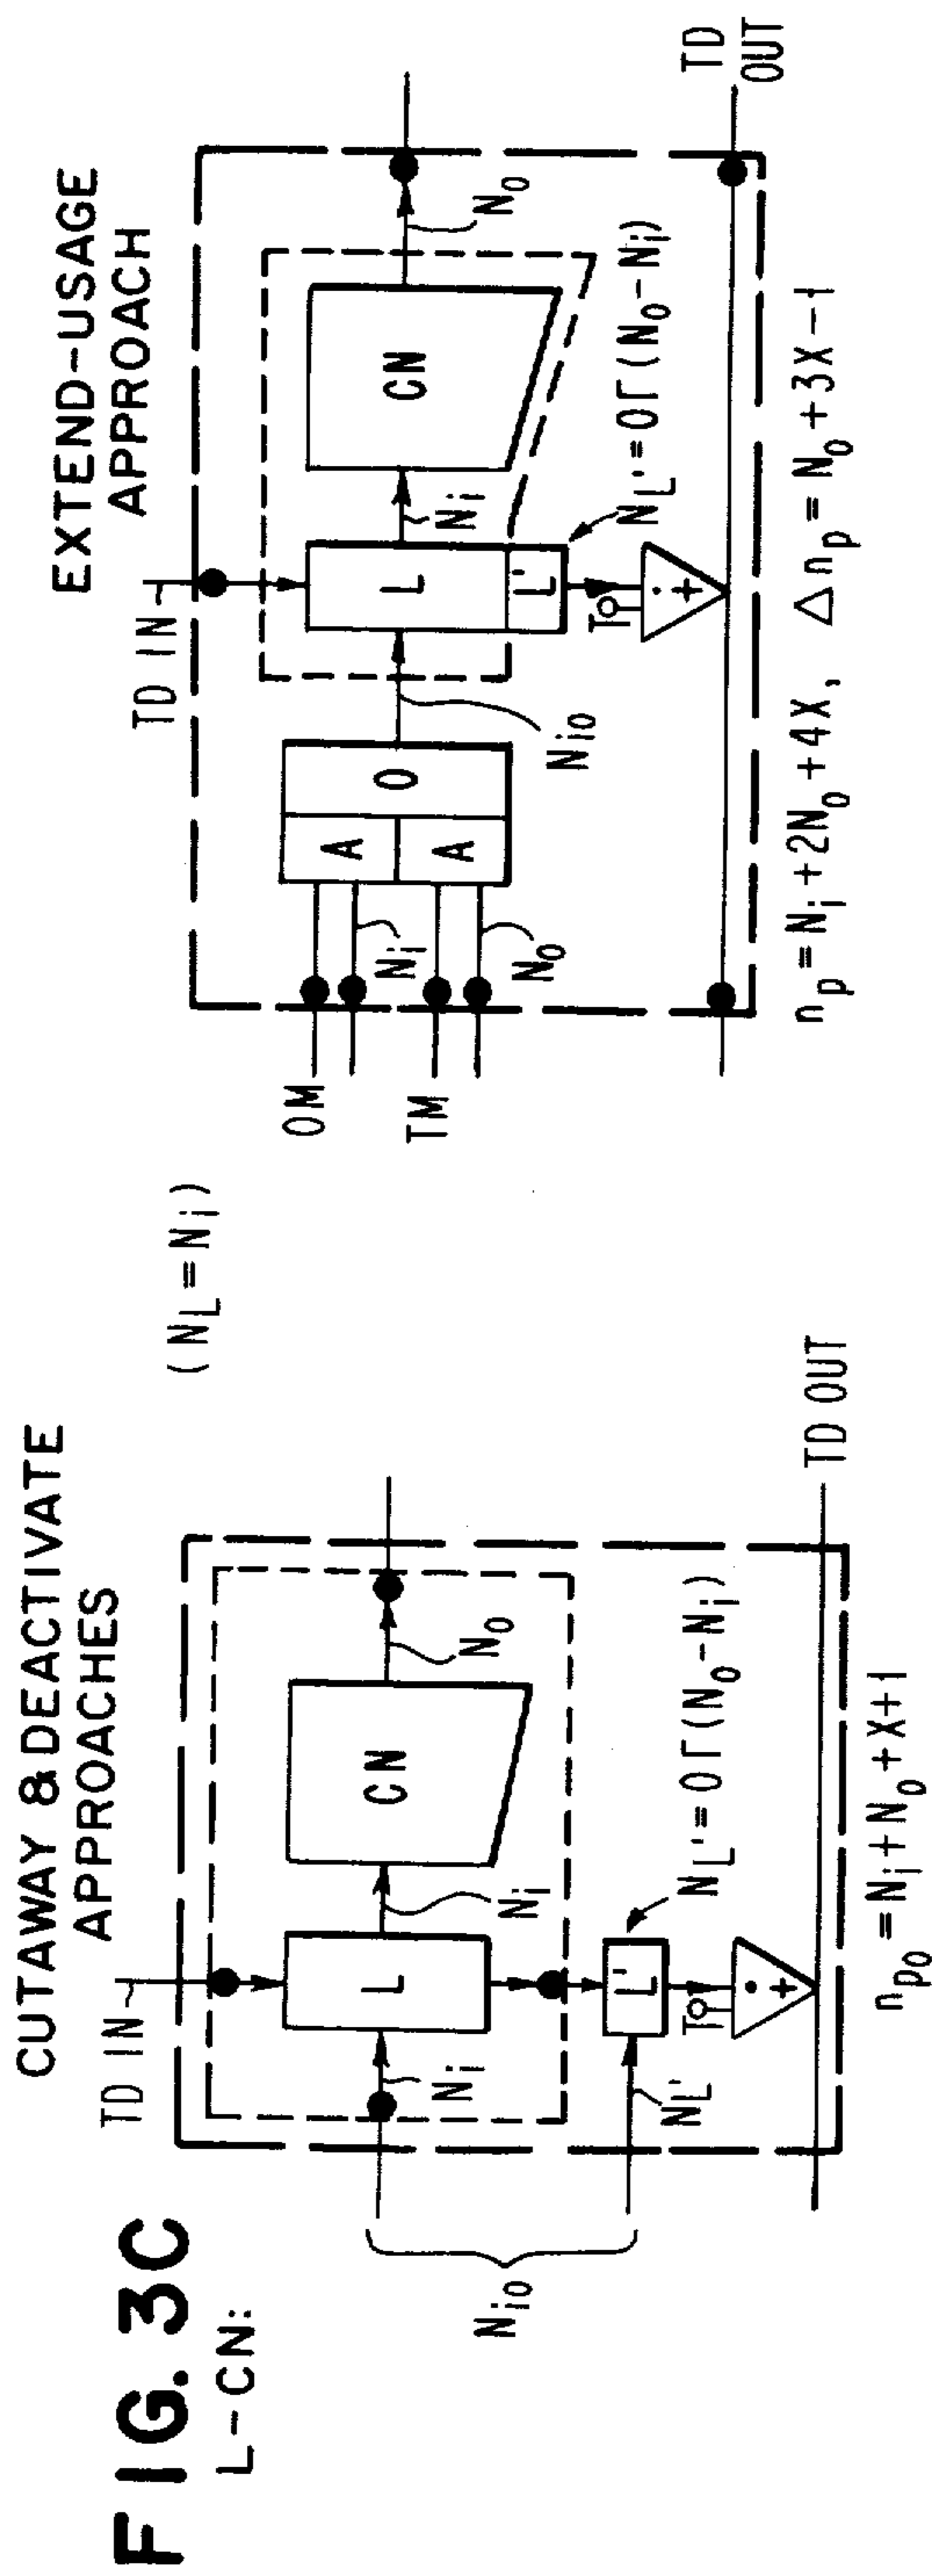 FIG. 3C
L-CN:
CUTAWAY & DEACTIVATE
APPROACHES
(N_L = N_i)
TD IN
N_i
L
N_i
CN
N_o
N_io
N_L'
L'
N_L' = 0 Γ (N_o - N_i)
T
· +
TD OUT
n_po = N_i + N_o + X + 1
EXTEND-USAGE
APPROACH
TD IN
OM
N_i
TM
N_o
A
A
O
N_io
L
L'
N_i
CN
N_o
N_L' = 0 Γ (N_o - N_i)
T
· +
TD
OUT
n_p = N_i + 2N_o + 4X, Δn_p = N_o + 3X - 1